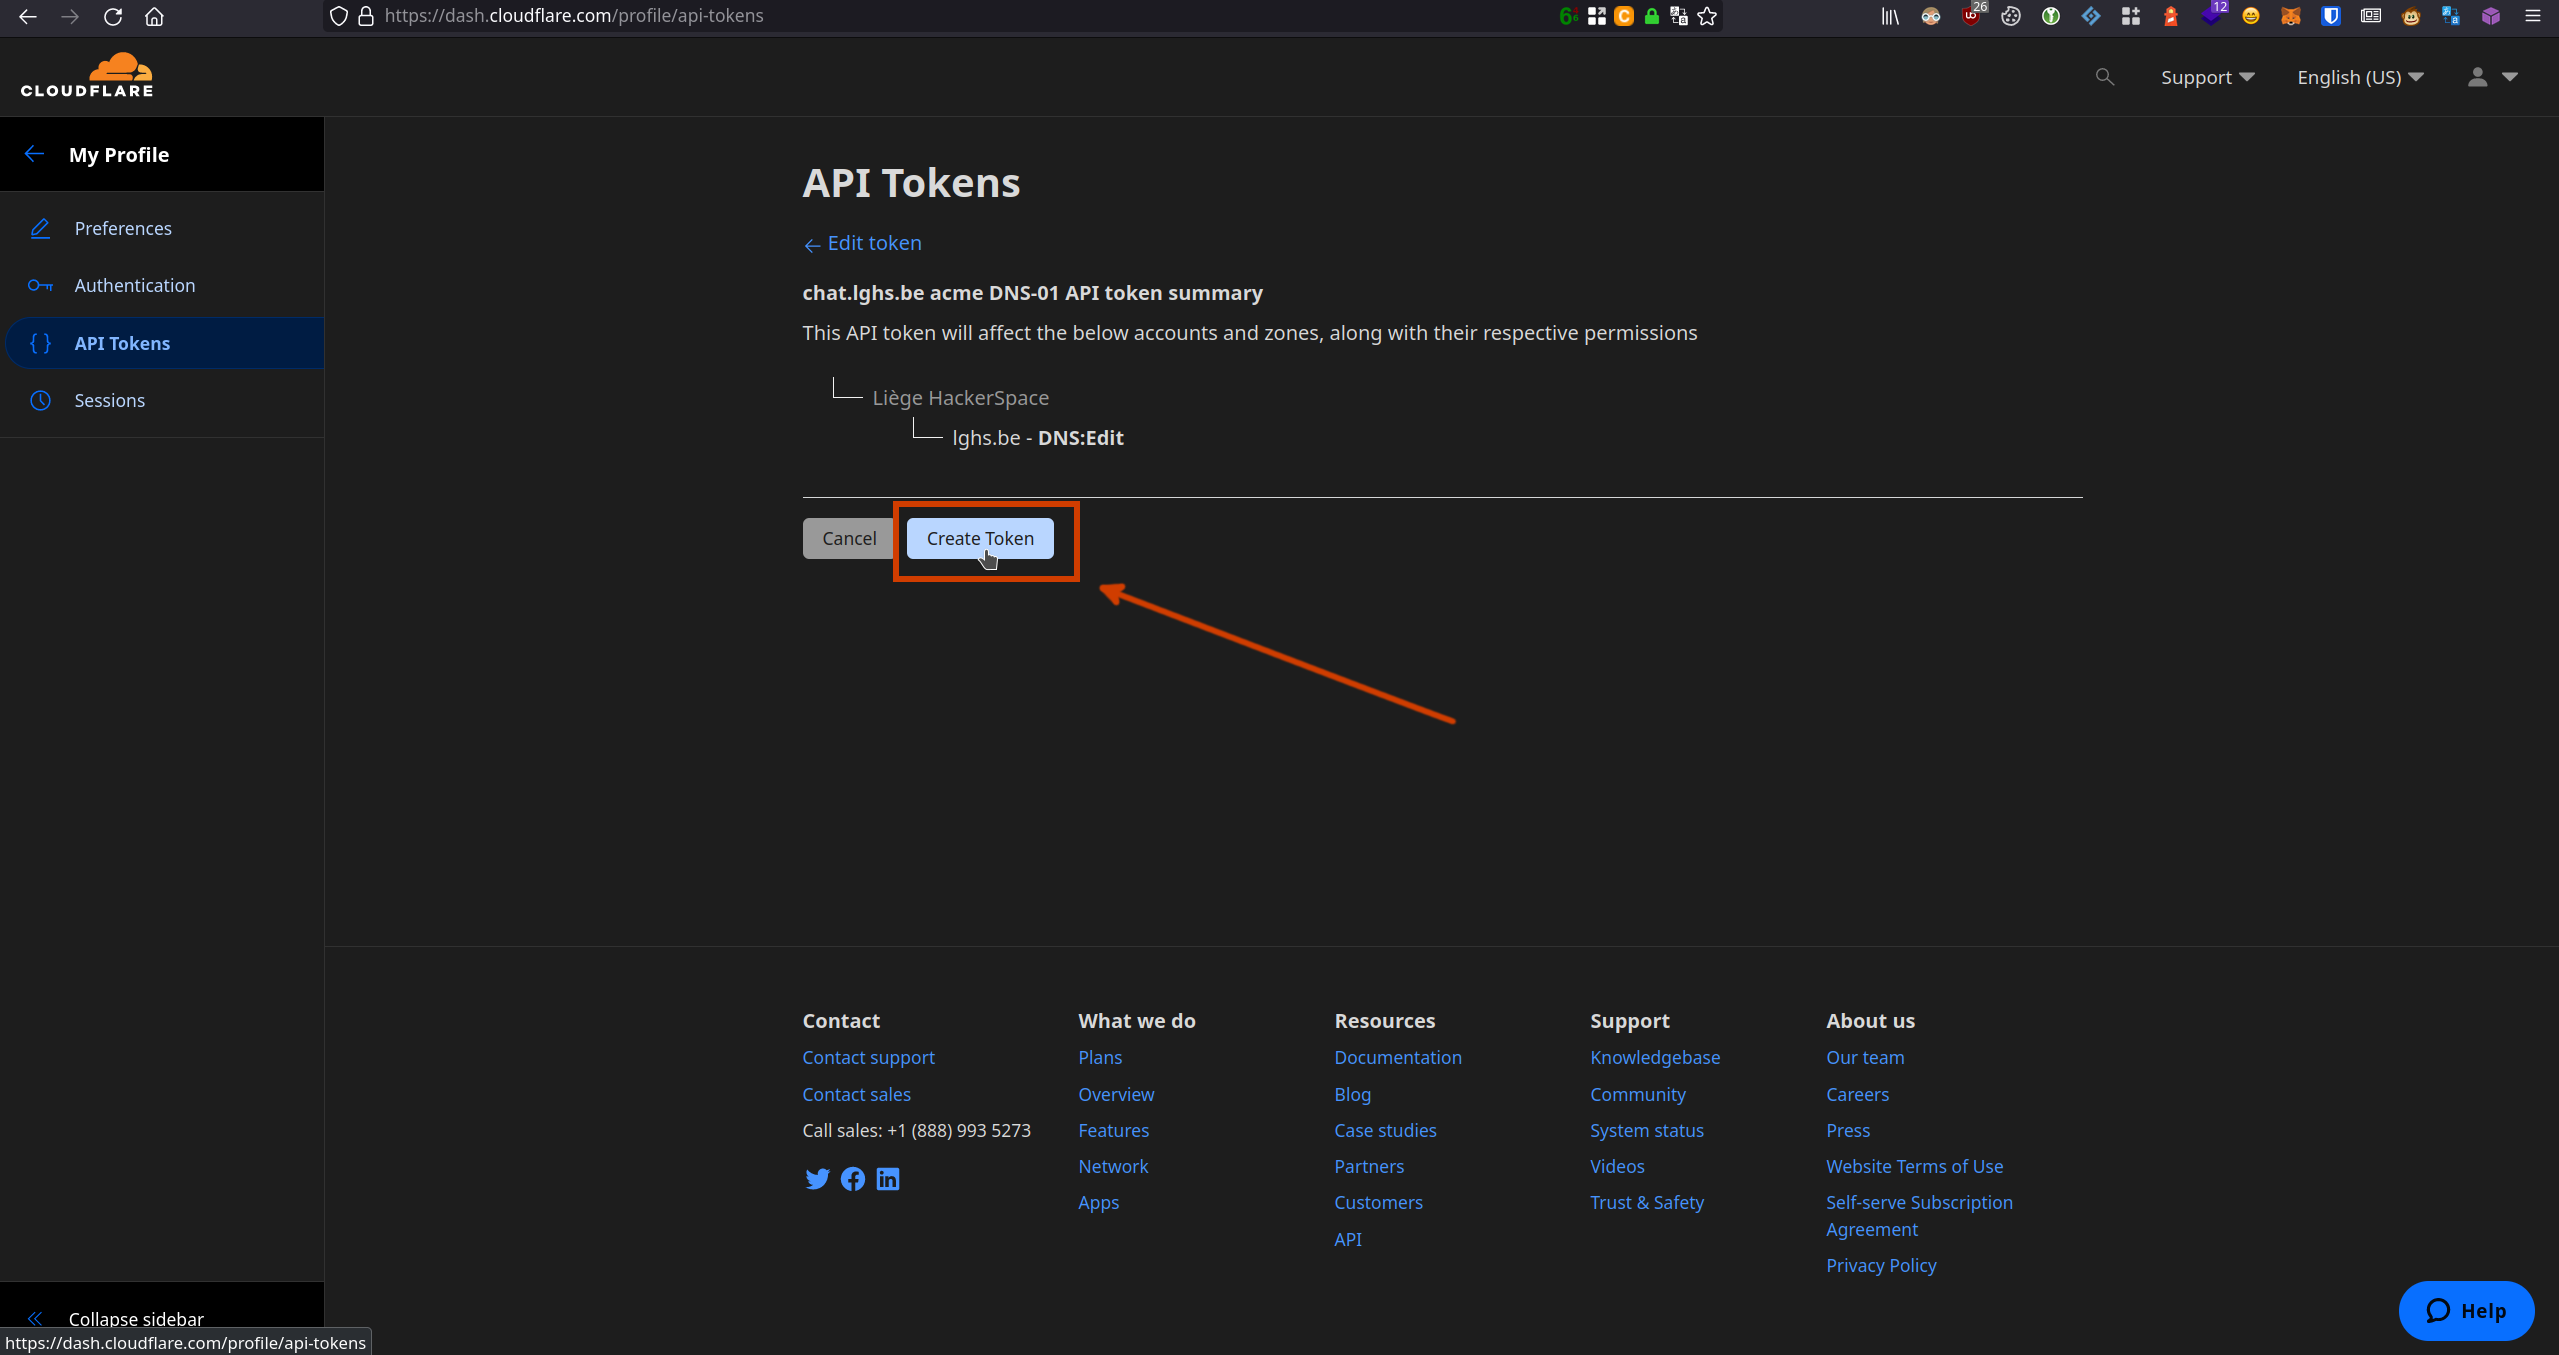 https://dash.cloudflare.com/profile/api-tokens
26
12
CLOUDFLARE
Support
English (US)
My Profile
Preferences
Authentication
API Tokens
Sessions
API Tokens
Edit token
chat.lghs.be acme DNS-01 API token summary
This API token will affect the below accounts and zones, along with their respective permissions
Liège HackerSpace
lghs.be - DNS:Edit
Cancel
Create Token
Contact
Contact support
Contact sales
Call sales: +1 (888) 993 5273
What we do
Plans
Overview
Features
Network
Apps
Resources
Documentation
Blog
Case studies
Partners
Customers
API
Support
Knowledgebase
Community
System status
Videos
Trust & Safety
About us
Our team
Careers
Press
Website Terms of Use
Self-serve Subscription
Agreement
Privacy Policy
Help
Collapse sidebar
https://dash.cloudflare.com/profile/api-tokens